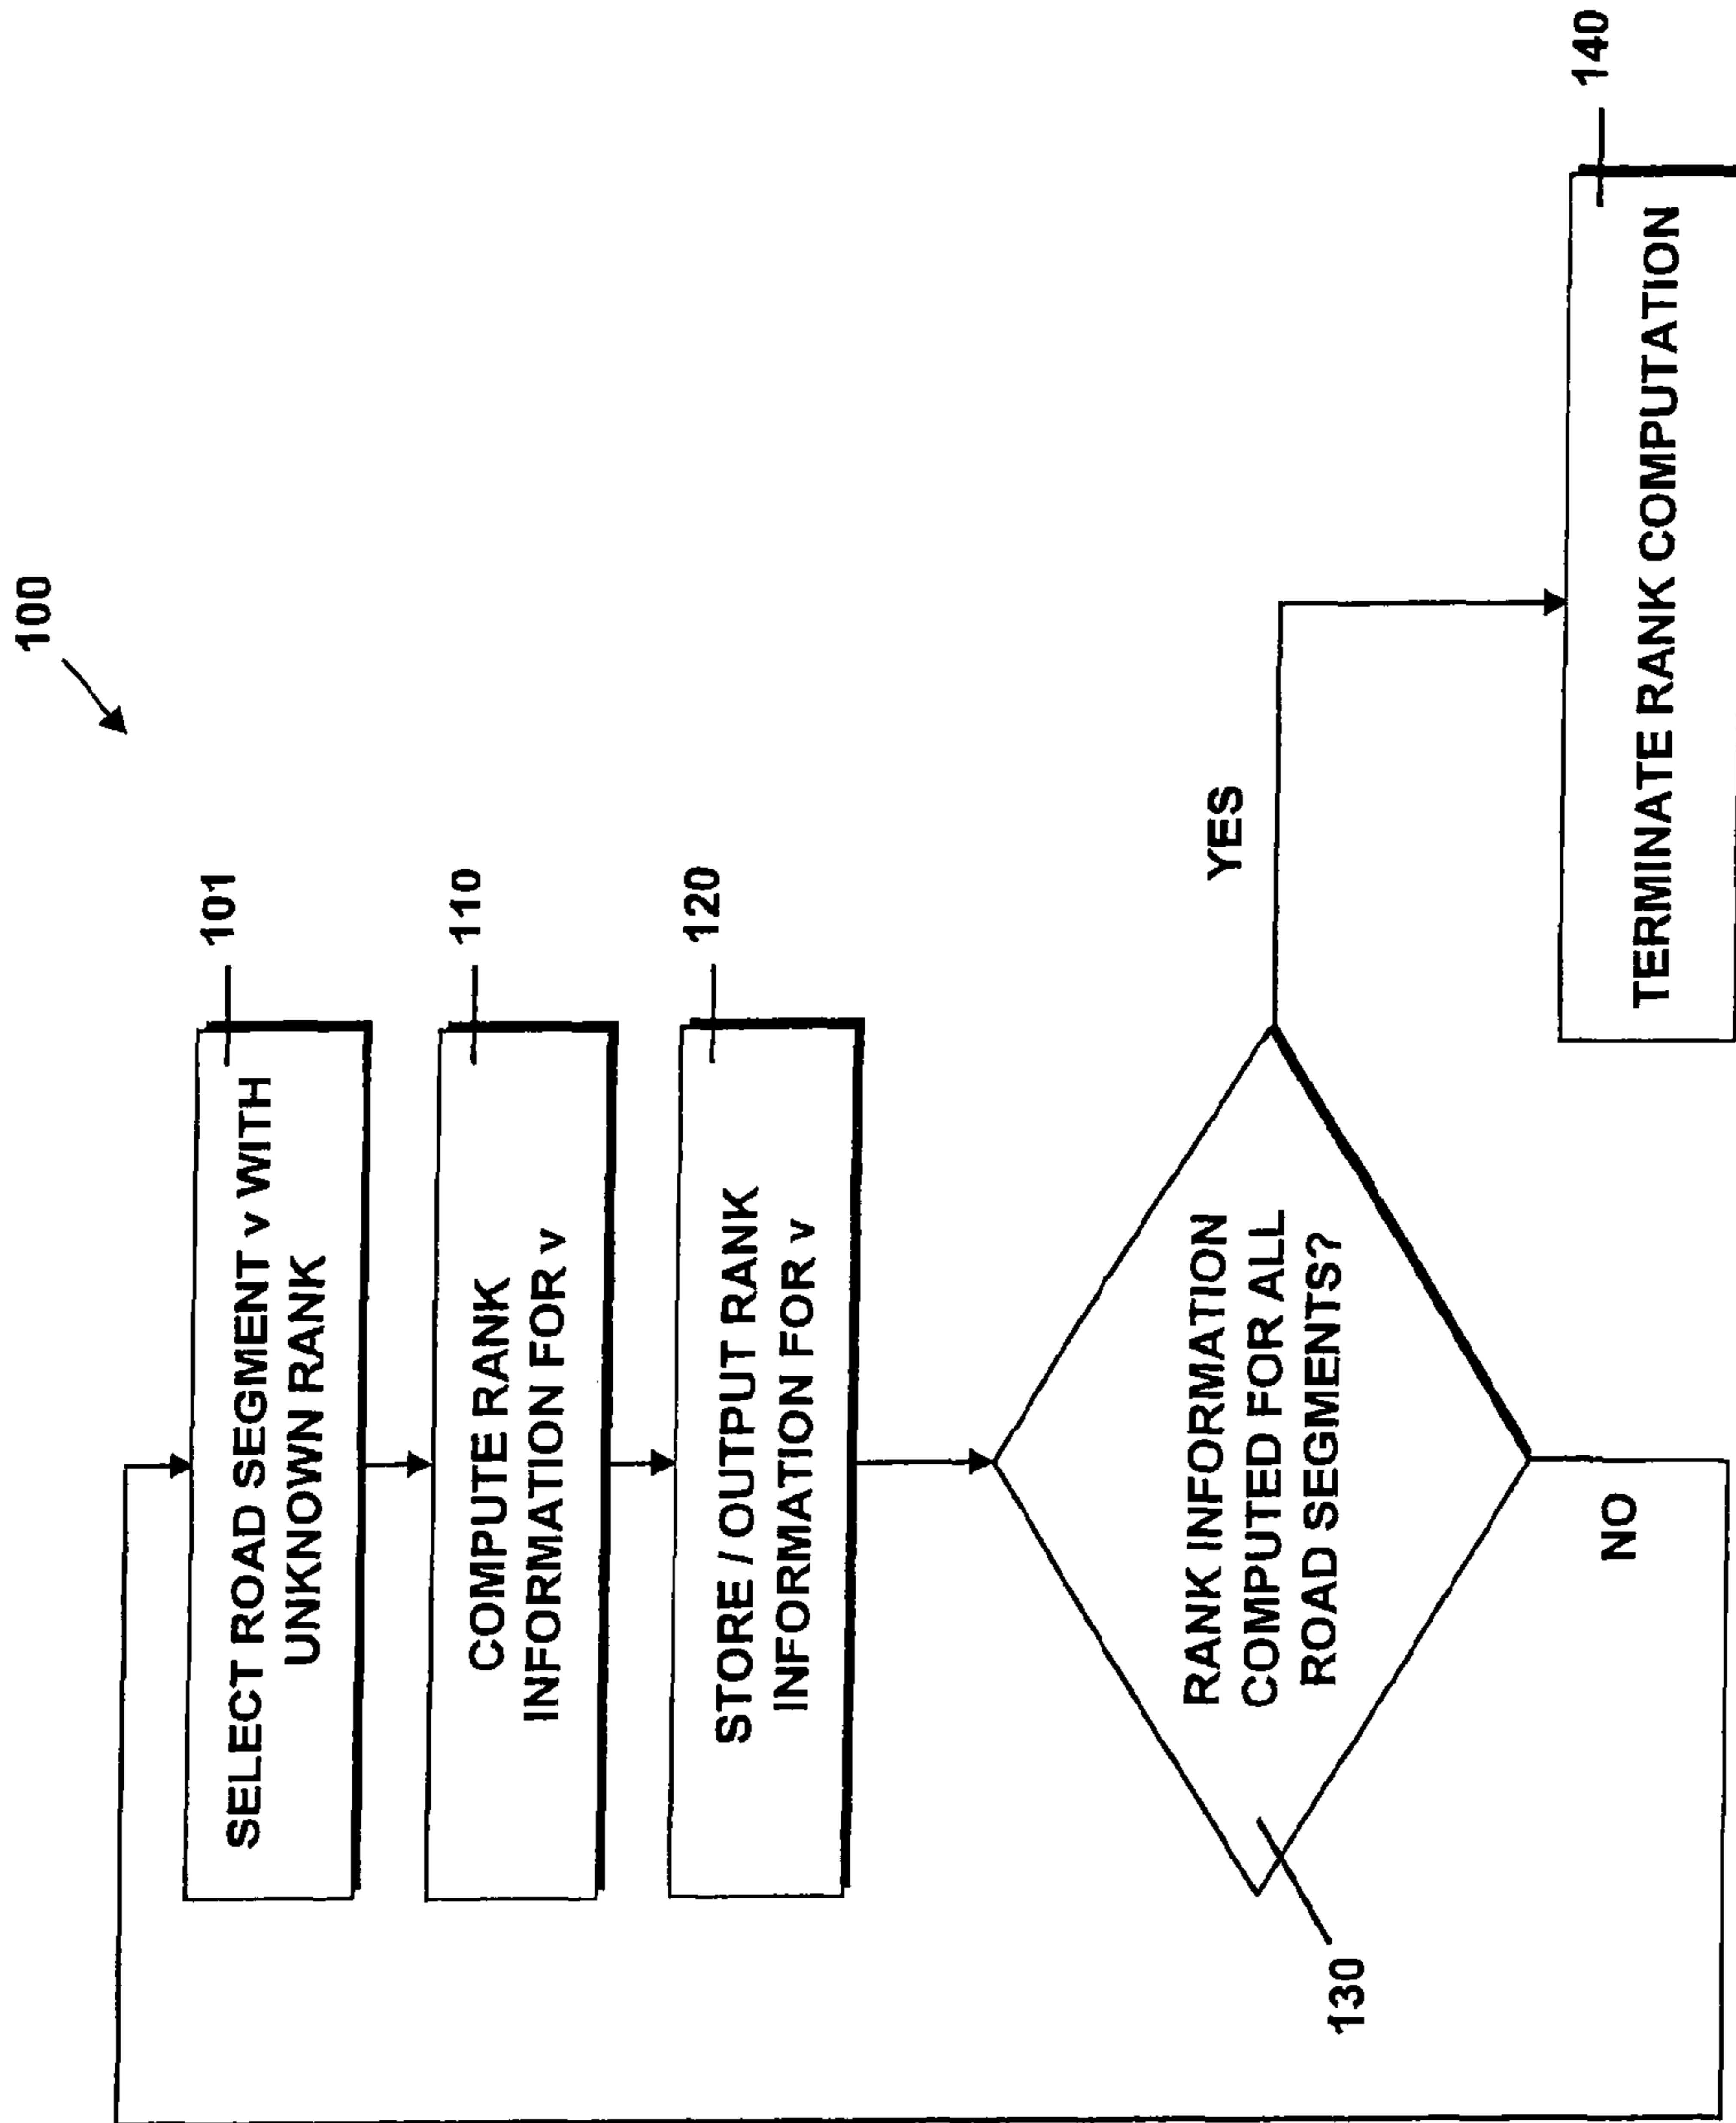 100
SELECT ROAD SEGMENT v WITH
UNKNOWN RANK
101
COMPUTE RANK
INFORMATION FOR v
110
STORE / OUTPUT RANK
INFORMATION FOR v
120
RANK INFORMATION
COMPUTED FOR ALL
ROAD SEGMENTS?
130
YES
NO
TERMINATE RANK COMPUTATION
140